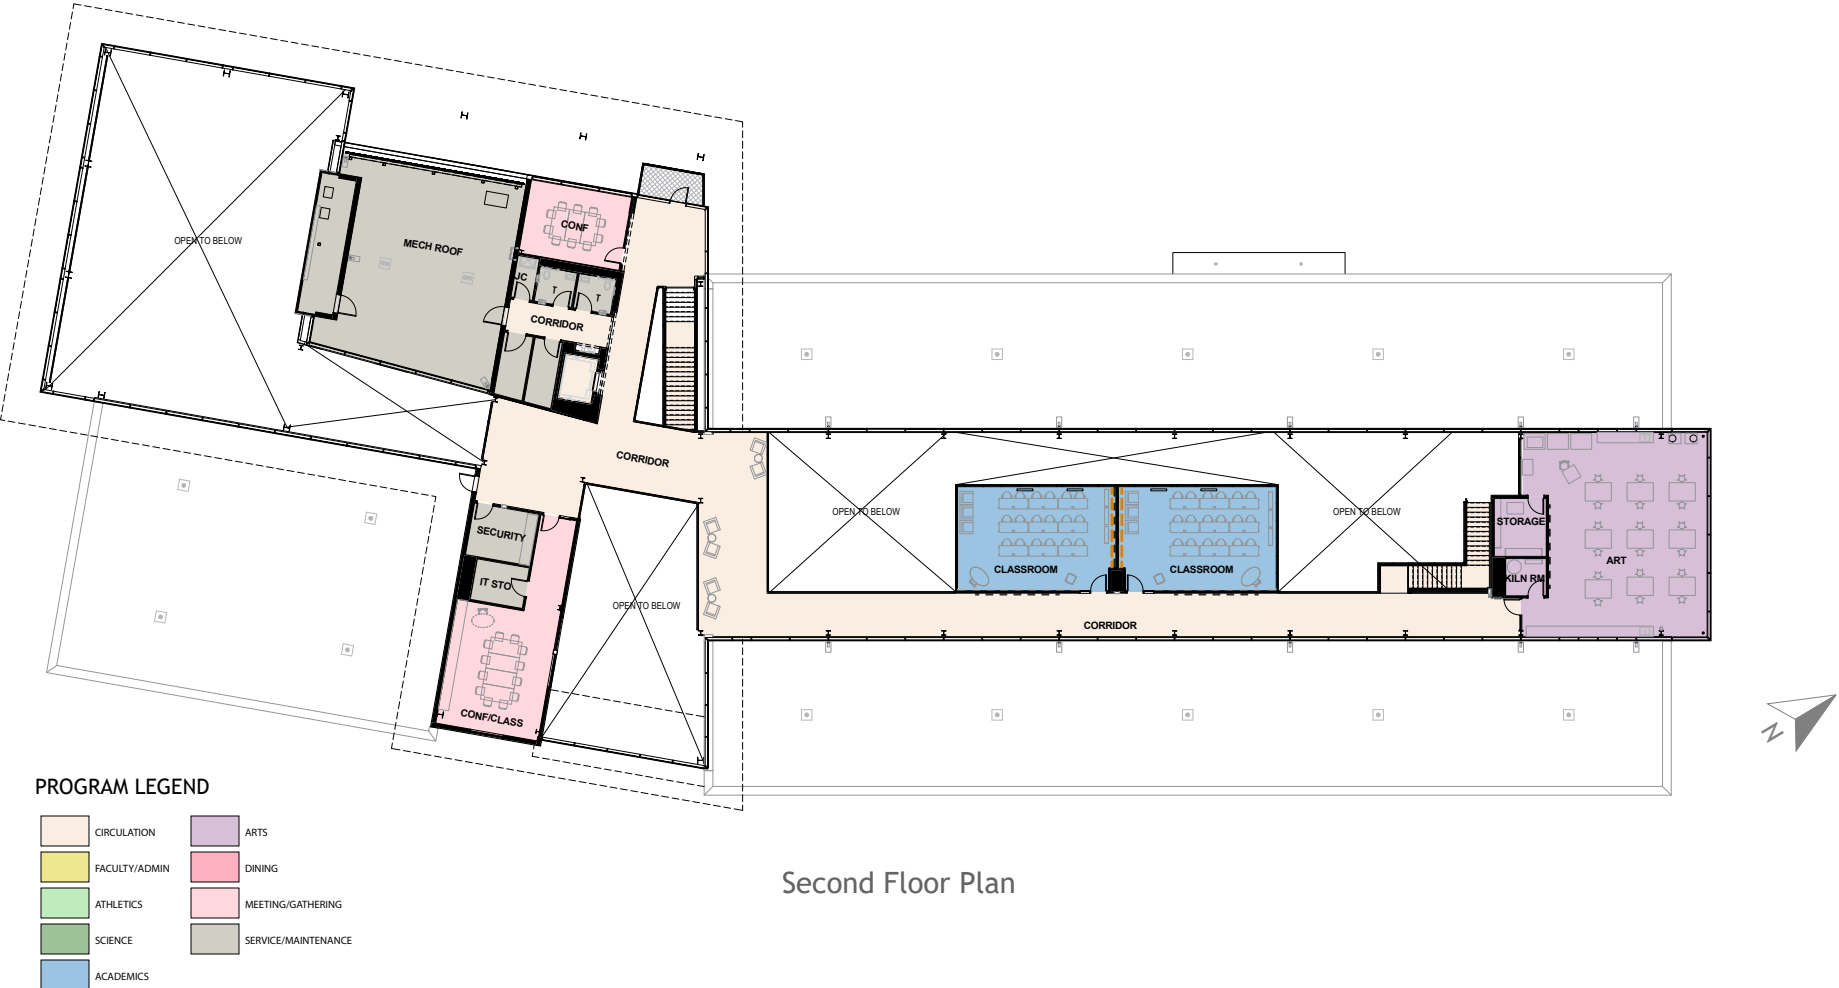 OPEN TO BELOW
MECH ROOF
CONF
JC
T
T
CORRIDOR
CORRIDOR
SECURITY
IT STO
CONF/CLASS
OPEN TO BELOW
OPEN TO BELOW
CLASSROOM
CLASSROOM
OPEN TO BELOW
STORAGE
KILN RM
ART
CORRIDOR
N
PROGRAM LEGEND
CIRCULATION
FACULTY/ADMIN
ATHLETICS
SCIENCE
ACADEMICS
ARTS
DINING
MEETING/GATHERING
SERVICE/MAINTENANCE
Second Floor Plan